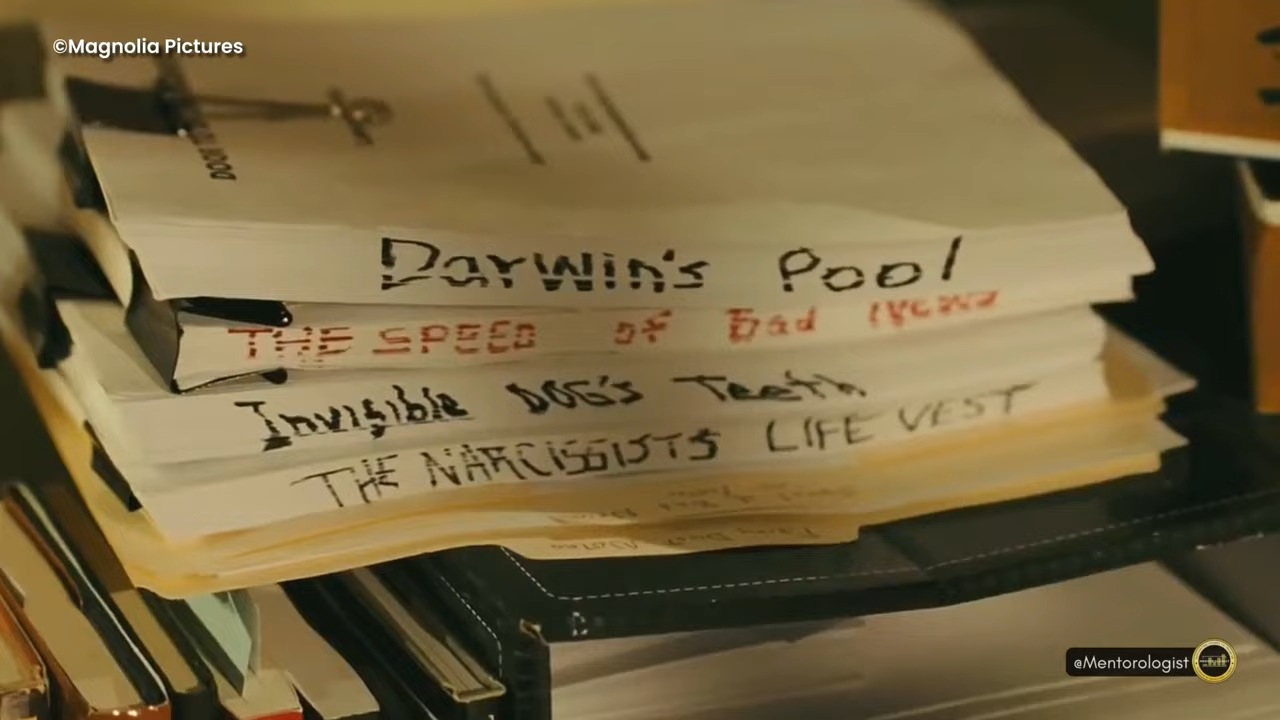 ©Magnolia Pictures
Darwin's Pool
THE SPEED of Bad News
Invisible DOG's Teeth
THE NARCISSISTS LIFE VEST
@Mentorologist